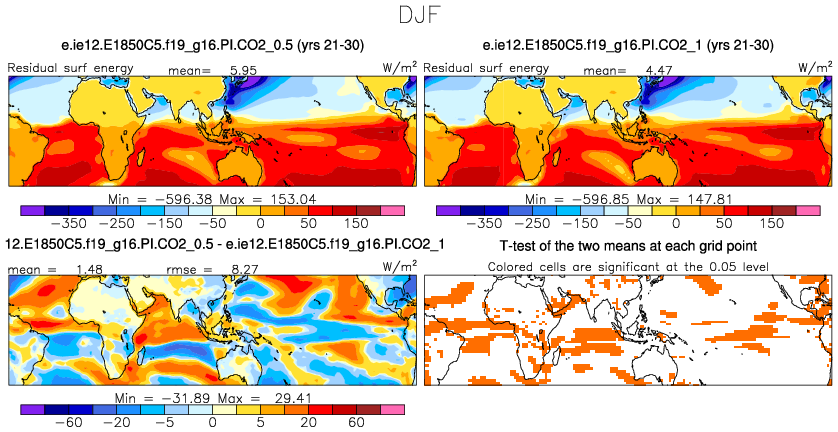 DJF
e.ie12.E1850C5.f19_g16.PI.CO2_0.5 (yrs 21-30)
Residual surf energy mean= 5.95 W/m²
Min = −596.38 Max = 153.04
−350 −250 −150 −50 0 50 150
e.ie12.E1850C5.f19_g16.PI.CO2_1 (yrs 21-30)
Residual surf energy mean= 4.47 W/m²
Min = −596.85 Max = 147.81
−350 −250 −150 −50 0 50 150
12.E1850C5.f19_g16.PI.CO2_0.5 - e.ie12.E1850C5.f19_g16.PI.CO2_1
mean = 1.48 rmse = 8.27 W/m²
Min = −31.89 Max = 29.41
−60 −20 −5 0 5 20 60
T-test of the two means at each grid point
Colored cells are significant at the 0.05 level